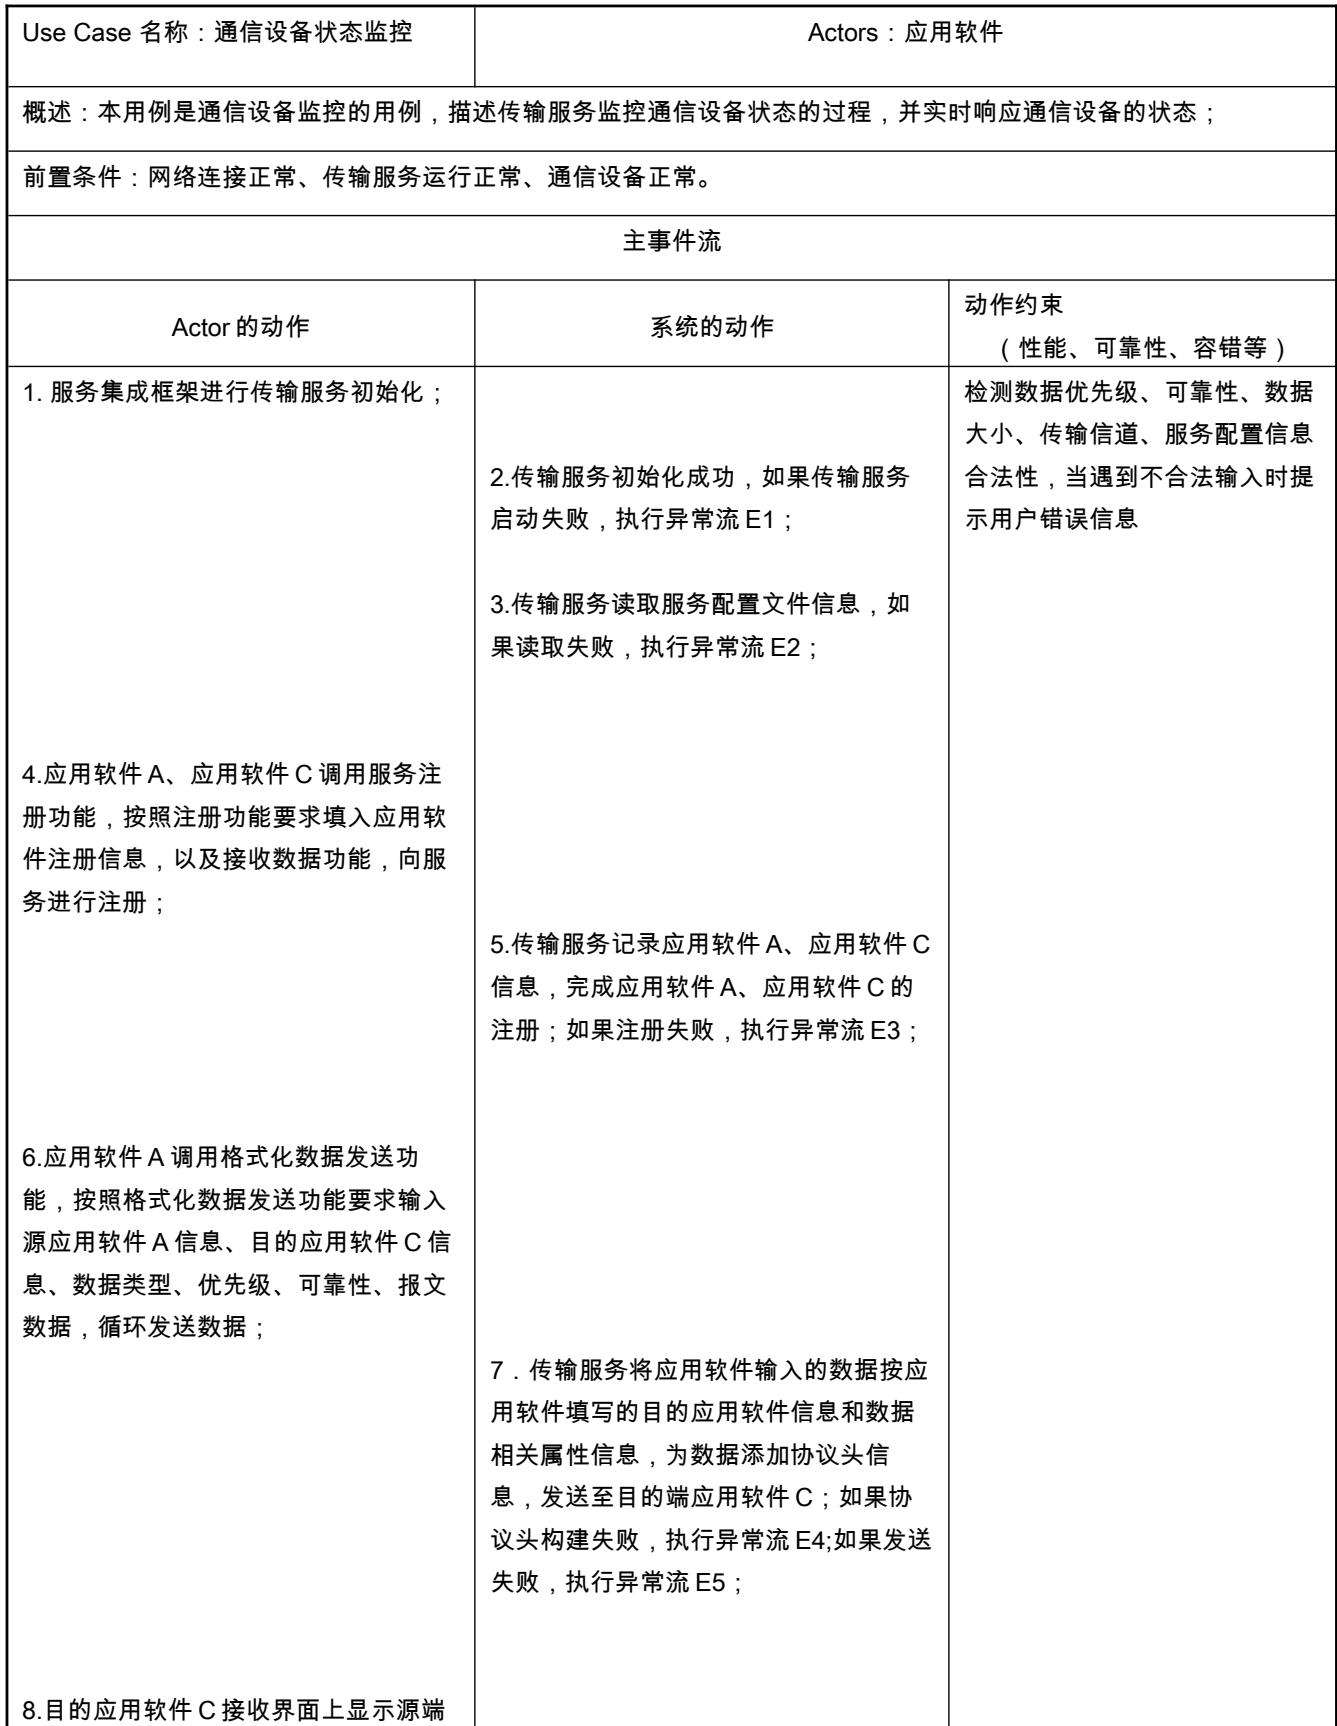 Use Case 名称：通信设备状态监控
Actors：应用软件
概述：本用例是通信设备监控的用例，描述传输服务监控通信设备状态的过程，并实时响应通信设备的状态；
前置条件：网络连接正常、传输服务运行正常、通信设备正常。
主事件流
Actor 的动作
系统的动作
动作约束
（性能、可靠性、容错等）
1. 服务集成框架进行传输服务初始化；
检测数据优先级、可靠性、数据
大小、传输信道、服务配置信息
合法性，当遇到不合法输入时提
示用户错误信息
2.传输服务初始化成功，如果传输服务
启动失败，执行异常流 E1；
3.传输服务读取服务配置文件信息，如
果读取失败，执行异常流 E2；
4.应用软件 A、应用软件 C 调用服务注
册功能，按照注册功能要求填入应用软
件注册信息，以及接收数据功能，向服
务进行注册；
5.传输服务记录应用软件 A、应用软件 C
信息，完成应用软件 A、应用软件 C 的
注册；如果注册失败，执行异常流 E3；
6.应用软件 A 调用格式化数据发送功
能，按照格式化数据发送功能要求输入
源应用软件 A 信息、目的应用软件 C 信
息、数据类型、优先级、可靠性、报文
数据，循环发送数据；
7．传输服务将应用软件输入的数据按应
用软件填写的目的应用软件信息和数据
相关属性信息，为数据添加协议头信
息，发送至目的端应用软件 C；如果协
议头构建失败，执行异常流 E4;如果发送
失败，执行异常流 E5；
8.目的应用软件 C 接收界面上显示源端